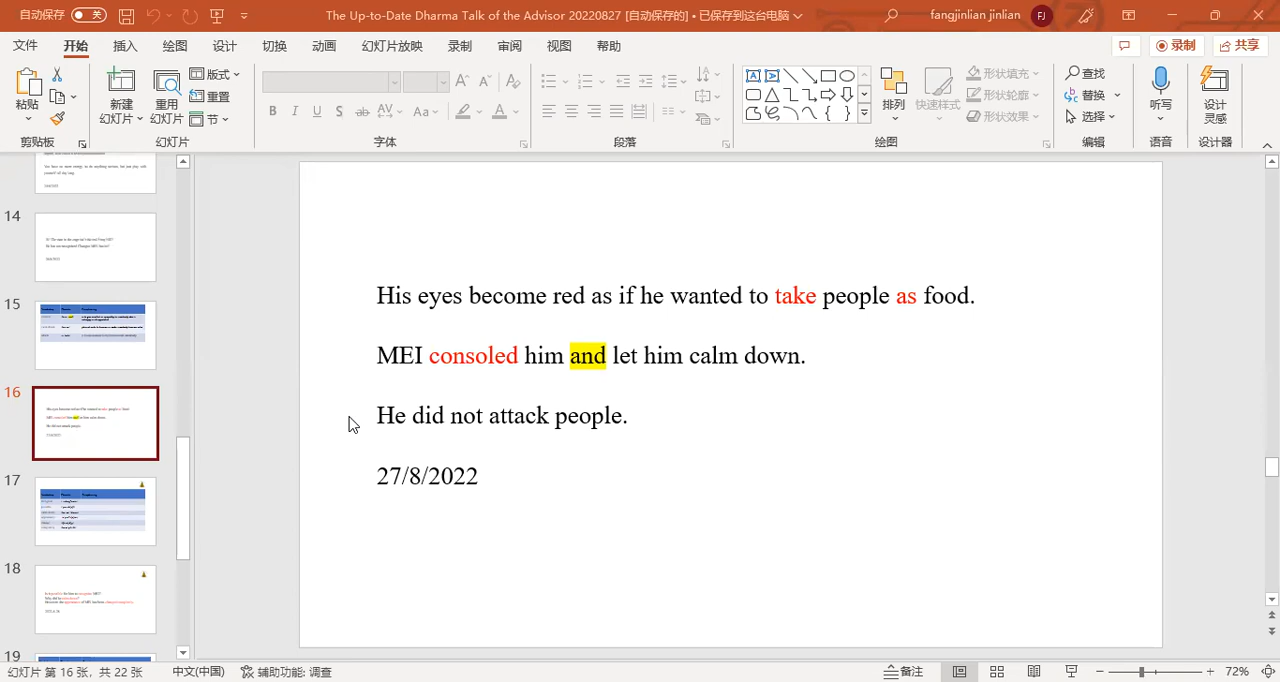 自动保存 关 The Up-to-Date Dharma Talk of the Advisor 20220827 [自动保存的] • 已保存到这台电脑 fangjinlian jinlian FJ
文件 开始 插入 绘图 设计 切换 动画 幻灯片放映 录制 审阅 视图 帮助 录制 共享
粘贴 新建 幻灯片 重用 幻灯片 版式 重置 节 形状填充 形状轮廓 形状效果 排列 快速样式 查找 替换 选择 听写 设计 灵感
剪贴板 幻灯片 字体 段落 绘图 编辑 语音 设计器
14
15
16
17
18
19
His eyes become red as if he wanted to take people as food.
MEI consoled him and let him calm down.
He did not attack people.
27/8/2022
幻灯片 第 16 张，共 22 张 中文(中国) 辅助功能: 调查 备注 72%